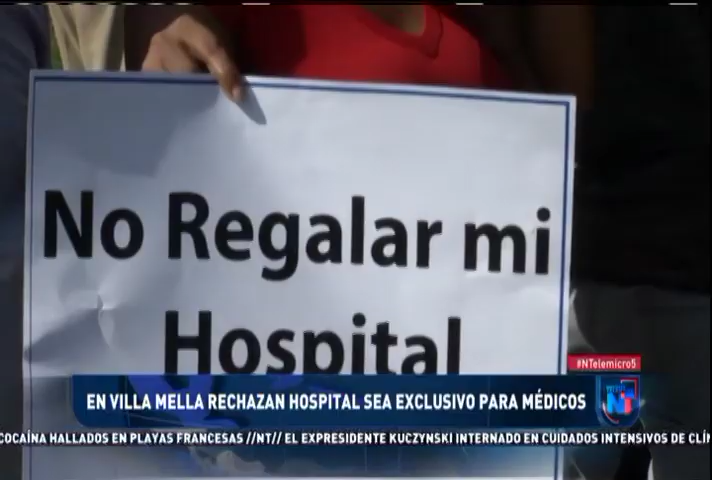 No Regalar mi
Hospital
#NTelemicro5
EN VILLA MELLA RECHAZAN HOSPITAL SEA EXCLUSIVO PARA MÉDICOS
NT
COCAÍNA HALLADOS EN PLAYAS FRANCESAS //NT// EL EXPRESIDENTE KUCZYNSKI INTERNADO EN CUIDADOS INTENSIVOS DE